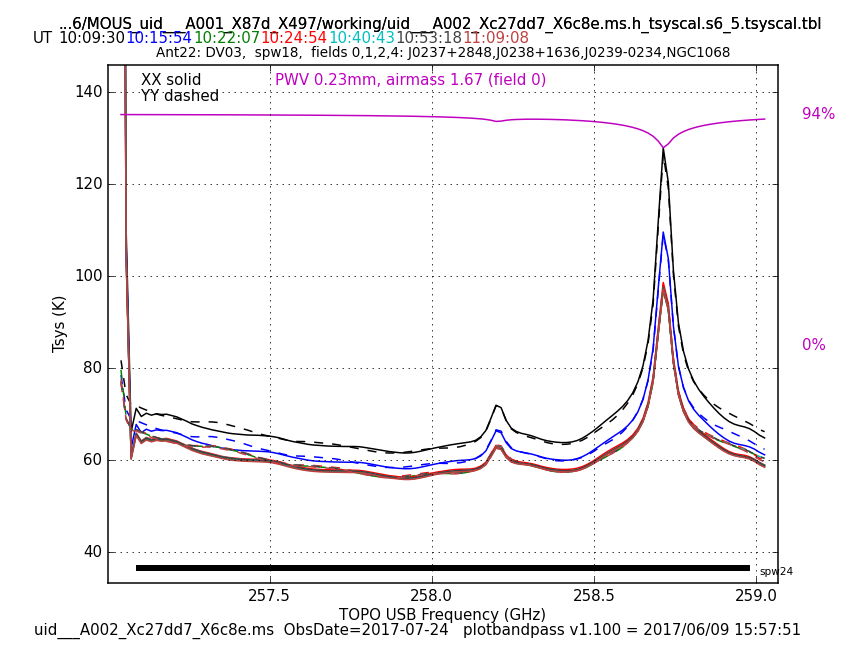 ...6/MOUS_uid___A001_X87d_X497/working/uid___A002_Xc27dd7_X6c8e.ms.h_tsyscal.s6_5.tsyscal.tbl
UT 10:09:30 10:15:54 10:22:07 10:24:54 10:40:43 10:53:18 11:09:08
Ant22: DV03, spw18, fields 0,1,2,4: J0237+2848,J0238+1636,J0239-0234,NGC1068
XX solid
PWV 0.23mm, airmass 1.67 (field 0)
YY dashed
94%
0%
140
120
100
80
60
40
Tsys (K)
spw24
257.5
258.0
258.5
259.0
TOPO USB Frequency (GHz)
uid___A002_Xc27dd7_X6c8e.ms ObsDate=2017-07-24 plotbandpass v1.100 = 2017/06/09 15:57:51